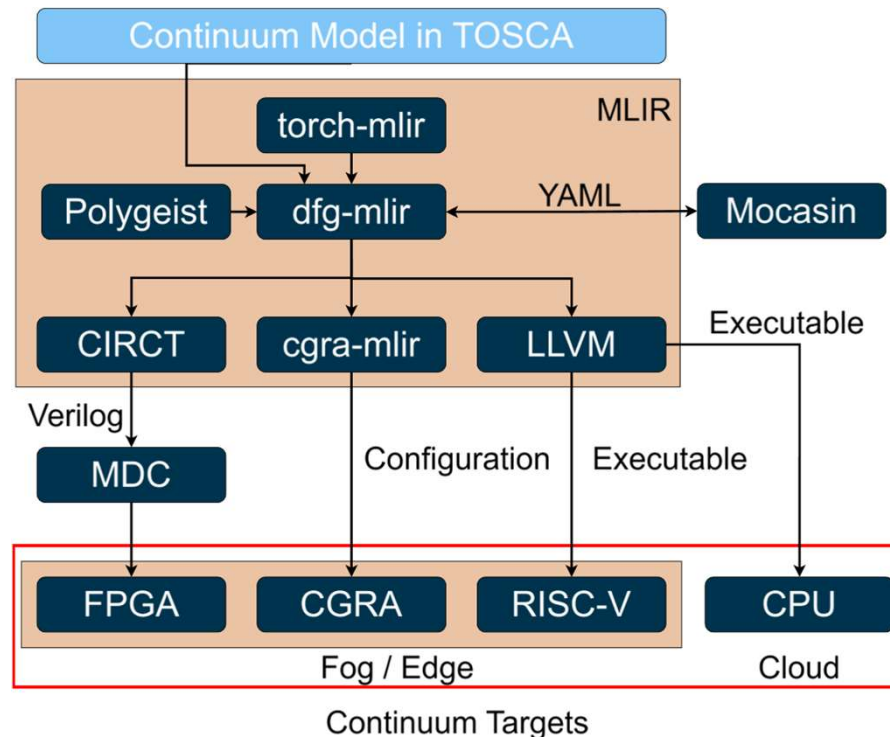 Continuum Model in TOSCA
MLIR
torch-mlir
Polygeist
dfg-mlir
YAML
Mocasin
CIRCT
cgra-mlir
LLVM
Executable
Verilog
MDC
Configuration
Executable
FPGA
CGRA
RISC-V
CPU
Fog / Edge
Cloud
Continuum Targets